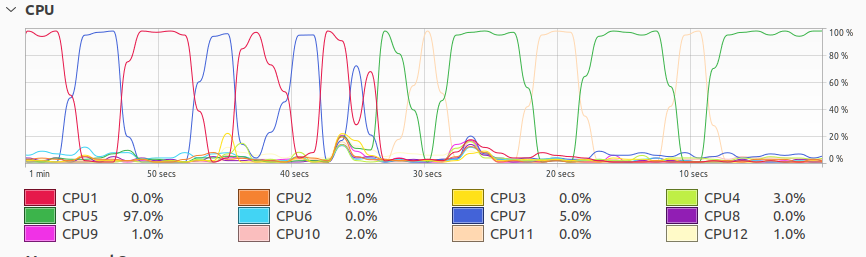 CPU
100 %
80 %
60 %
40 %
20 %
0 %
1 min 50 secs 40 secs 30 secs 20 secs 10 secs
CPU1 0.0% CPU2 1.0% CPU3 0.0% CPU4 3.0%
CPU5 97.0% CPU6 0.0% CPU7 5.0% CPU8 0.0%
CPU9 1.0% CPU10 2.0% CPU11 0.0% CPU12 1.0%